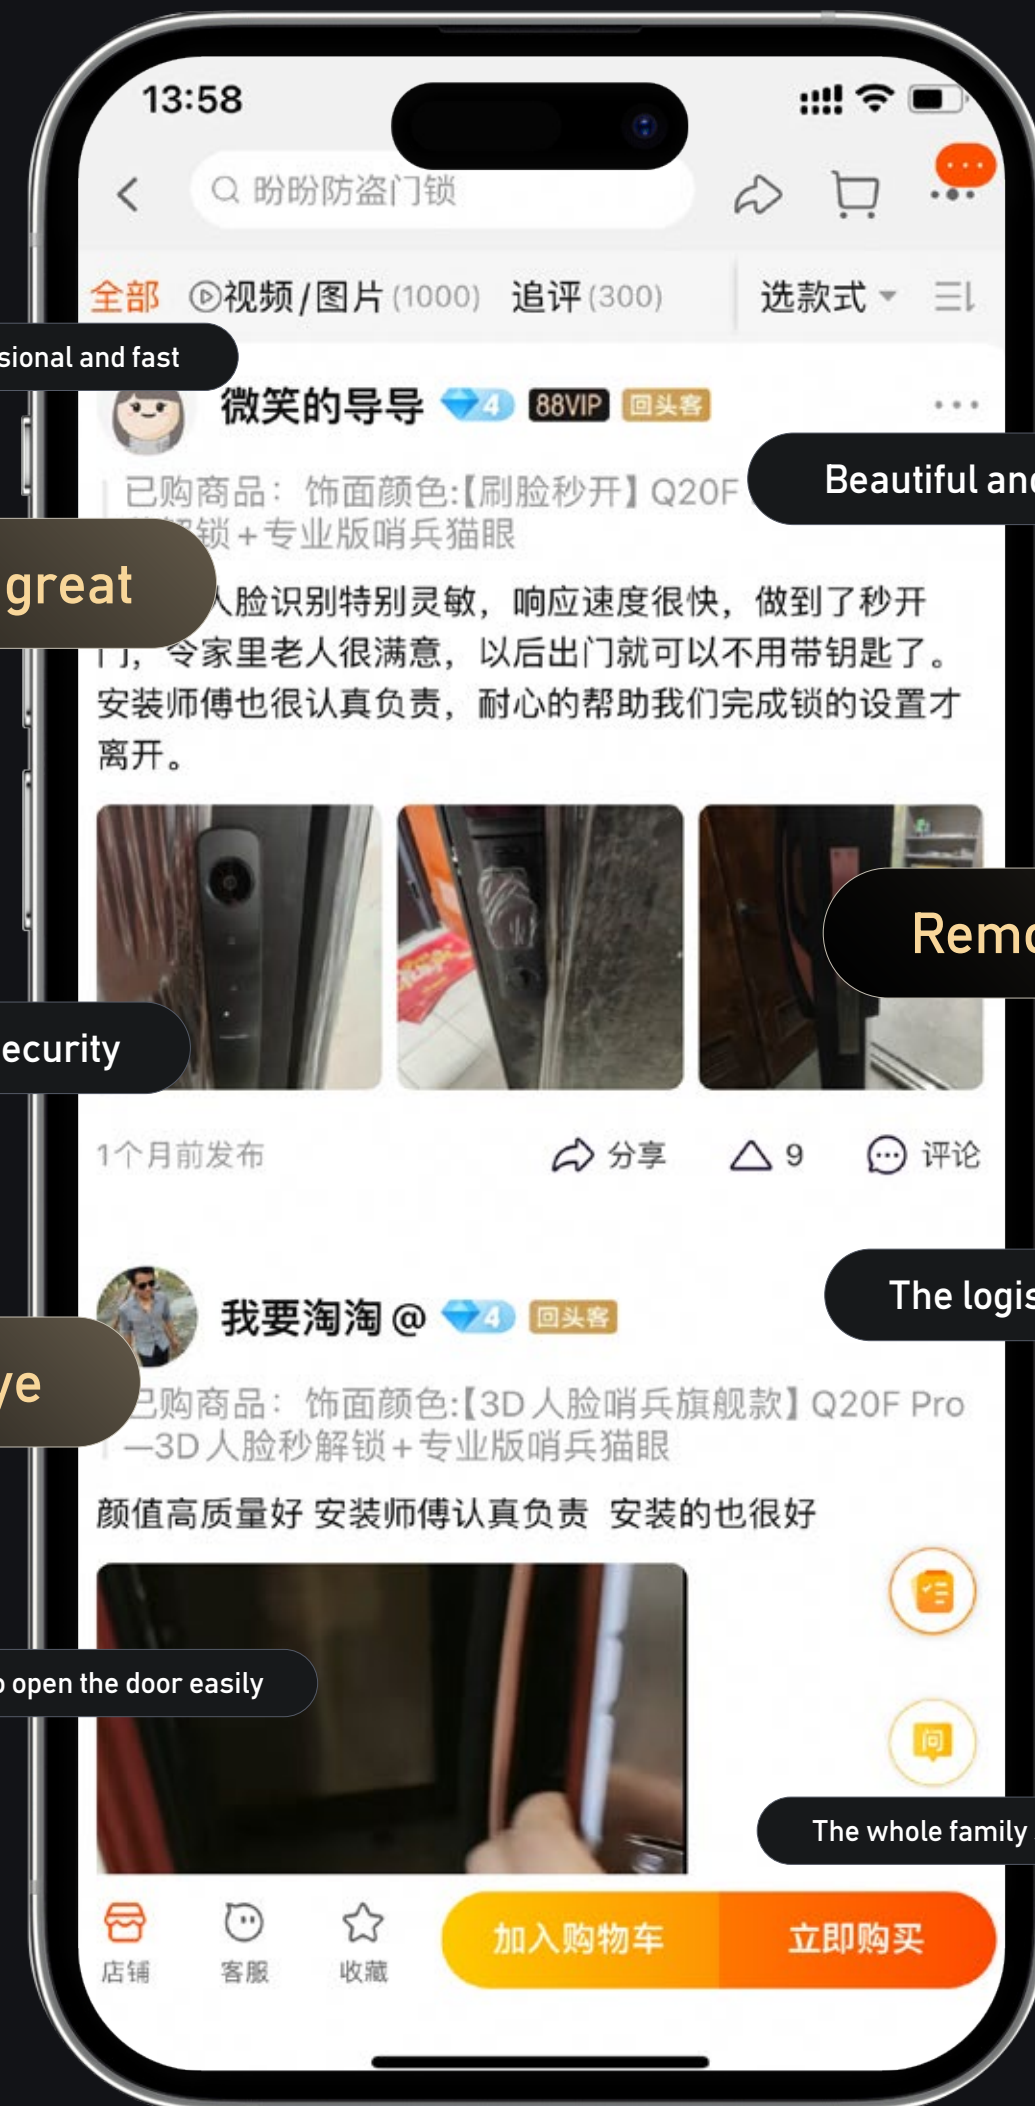 13:58
盼盼防盗门锁
全部 视频/图片(1000) 追评(300) 选款式
sional and fast
微笑的导导 4 88VIP 回头客
Beautiful and
已购商品：饰面颜色:【刷脸秒开】Q20F
锁+专业版哨兵猫眼
great
人脸识别特别灵敏，响应速度很快，做到了秒开
门，令家里老人很满意，以后出门就可以不用带钥匙了。
安装师傅也很认真负责，耐心的帮助我们完成锁的设置才
离开。
Remo
ecurity
1个月前发布 分享 9 评论
The logis
我要淘淘@ 4 回头客
ye
已购商品：饰面颜色:【3D人脸哨兵旗舰款】Q20F Pro
—3D人脸秒解锁+专业版哨兵猫眼
颜值高质量好 安装师傅认真负责 安装的也很好
o open the door easily
问
The whole family
店铺 客服 收藏 加入购物车 立即购买